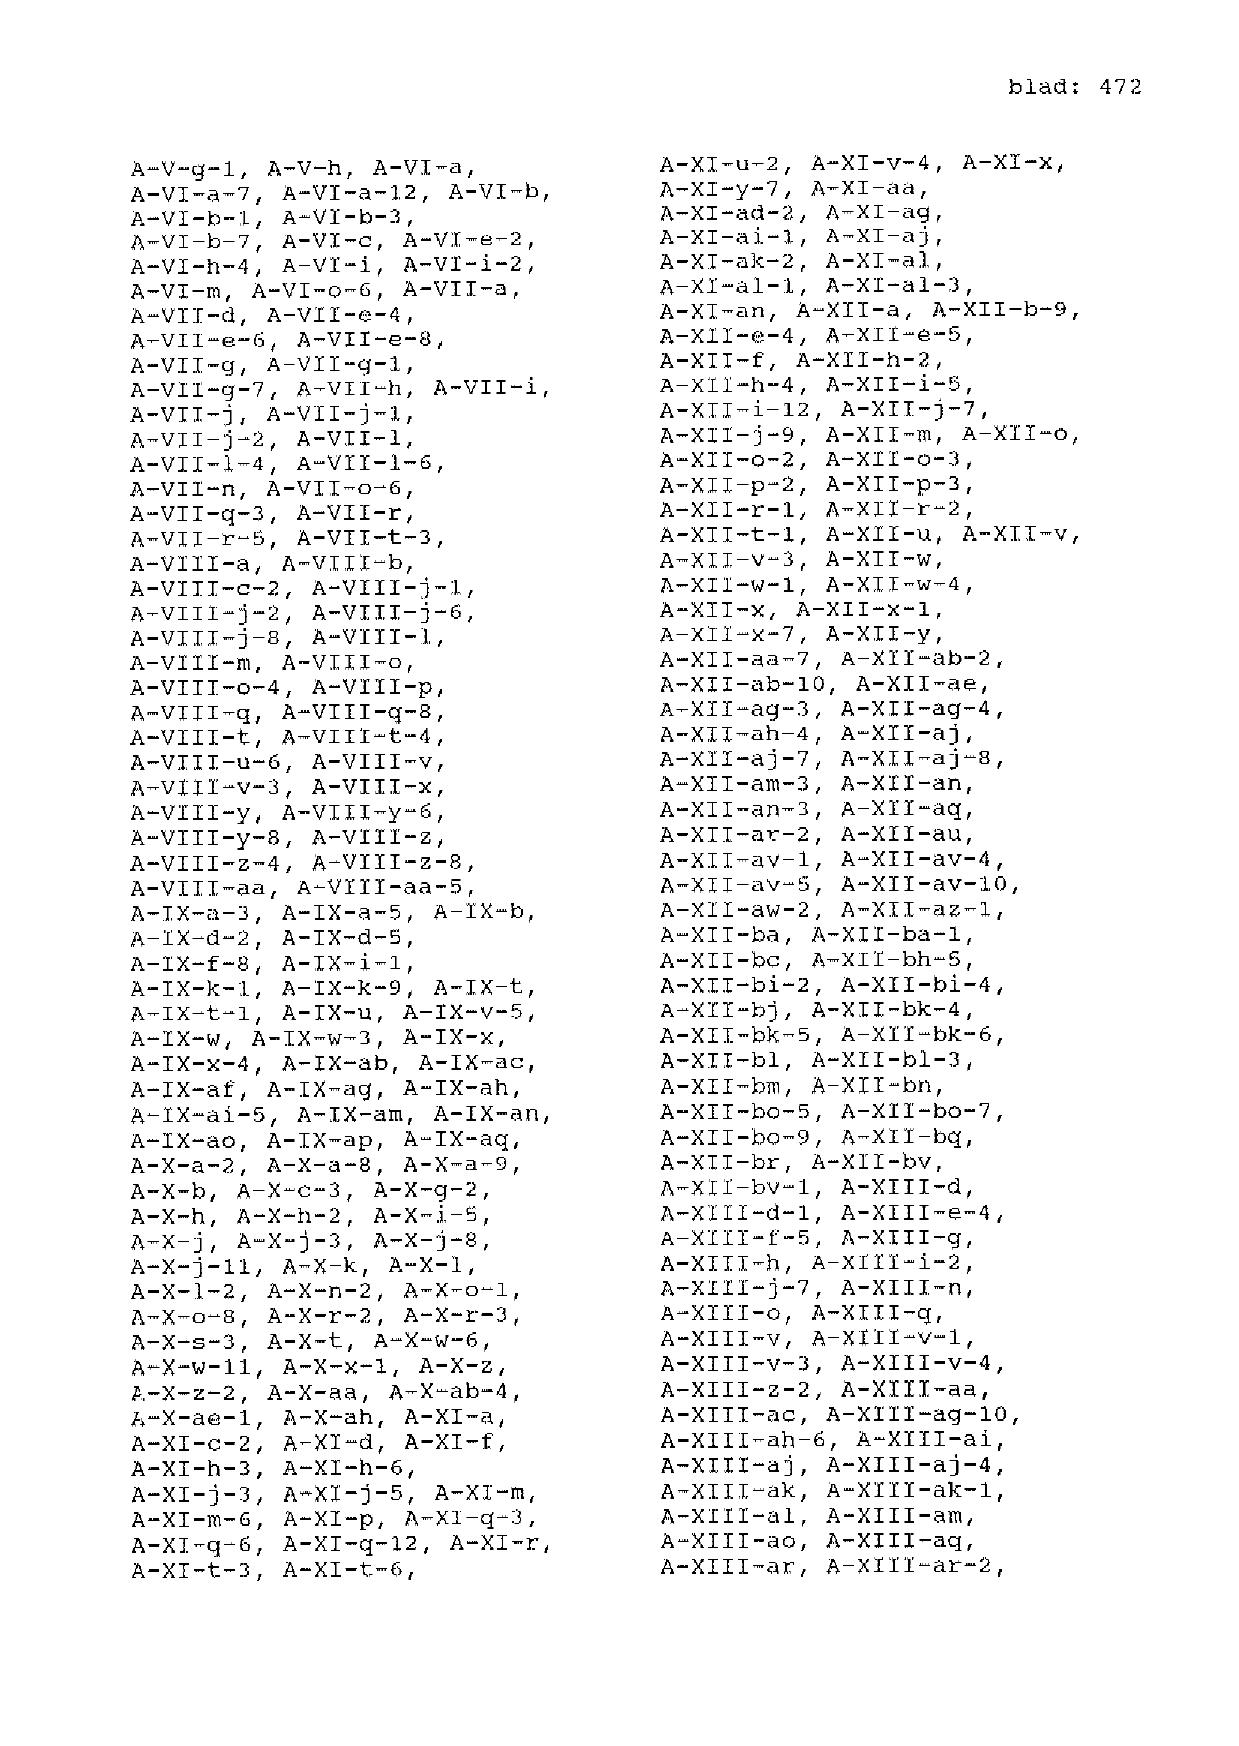 blad: 472
A-V-g-1, A-V-h, A-VI-a,
A-VI-a-7, A-VI-a-12, A-VI-b,
A-VI-b-1, A-VI-b-3,
A-VI-b-7, A-VI-c, A-VI-e-2,
A-VI-h-4, A-VI-i, A-VI-i-2,
A-VI-m, A-VI-o-6, A-VII-a,
A-VII-d, A-VII-e-4,
A-VII-e-6, A-VII-e-8,
A-VII-g, A-VII-g-1,
A-VII-g-7, A-VII-h, A-VII-i,
A-VII-j, A-VII-j-1,
A-VII-j-2, A-VII-l,
A-VII-l-4, A-VII-l-6,
A-VII-n, A-VII-o-6,
A-VII-q-3, A-VII-r,
A-VII-r-5, A-VII-t-3,
A-VIII-a, A-VIII-b,
A-VIII-c-2, A-VIII-j-1,
A-VIII-j-2, A-VIII-j-6,
A-VIII-j-8, A-VIII-l,
A-VIII-m, A-VIII-o,
A-VIII-o-4, A-VIII-p,
A-VIII-q, A-VIII-q-8,
A-VIII-t, A-VIII-t-4,
A-VIII-u-6, A-VIII-v,
A-VIII-v-3, A-VIII-x,
A-VIII-y, A-VIII-y-6,
A-VIII-y-8, A-VIII-z,
A-VIII-z-4, A-VIII-z-8,
A-VIII-aa, A-VIII-aa-5,
A-IX-a-3, A-IX-a-5, A-IX-b,
A-IX-d-2, A-IX-d-5,
A-IX-f-8, A-IX-i-1,
A-IX-k-1, A-IX-k-9, A-IX-t,
A-IX-t-1, A-IX-u, A-IX-v-5,
A-IX-w, A-IX-w-3, A-IX-x,
A-IX-x-4, A-IX-ab, A-IX-ac,
A-IX-af, A-IX-ag, A-IX-ah,
A-IX-ai-5, A-IX-am, A-IX-an,
A-IX-ao, A-IX-ap, A-IX-aq,
A-X-a-2, A-X-a-8, A-X-a-9,
A-X-b, A-X-c-3, A-X-g-2,
A-X-h, A-X-h-2, A-X-i-5,
A-X-j, A-X-j-3, A-X-j-8,
A-X-j-11, A-X-k, A-X-l,
A-X-l-2, A-X-n-2, A-X-o-1,
A-X-o-8, A-X-r-2, A-X-r-3,
A-X-s-3, A-X-t, A-X-w-6,
A-X-w-11, A-X-x-1, A-X-z,
A-X-z-2, A-X-aa, A-X-ab-4,
A-X-ae-1, A-X-ah, A-XI-a,
A-XI-c-2, A-XI-d, A-XI-f,
A-XI-h-3, A-XI-h-6,
A-XI-j-3, A-XI-j-5, A-XI-m,
A-XI-m-6, A-XI-p, A-XI-q-3,
A-XI-q-6, A-XI-q-12, A-XI-r,
A-XI-t-3, A-XI-t-6,
A-XI-u-2, A-XI-v-4, A-XI-x,
A-XI-y-7, A-XI-aa,
A-XI-ad-2, A-XI-ag,
A-XI-ai-1, A-XI-aj,
A-XI-ak-2, A-XI-al,
A-XI-al-1, A-XI-al-3,
A-XI-an, A-XII-a, A-XII-b-9,
A-XII-e-4, A-XII-e-5,
A-XII-f, A-XII-h-2,
A-XII-h-4, A-XII-i-5,
A-XII-i-12, A-XII-j-7,
A-XII-j-9, A-XII-m, A-XII-o,
A-XII-o-2, A-XII-o-3,
A-XII-p-2, A-XII-p-3,
A-XII-r-1, A-XII-r-2,
A-XII-t-1, A-XII-u, A-XII-v,
A-XII-v-3, A-XII-w,
A-XII-w-1, A-XII-w-4,
A-XII-x, A-XII-x-1,
A-XII-x-7, A-XII-y,
A-XII-aa-7, A-XII-ab-2,
A-XII-ab-10, A-XII-ae,
A-XII-ag-3, A-XII-ag-4,
A-XII-ah-4, A-XII-aj,
A-XII-aj-7, A-XII-aj-8,
A-XII-am-3, A-XII-an,
A-XII-an-3, A-XII-aq,
A-XII-ar-2, A-XII-au,
A-XII-av-1, A-XII-av-4,
A-XII-av-5, A-XII-av-10,
A-XII-aw-2, A-XII-az-1,
A-XII-ba, A-XII-ba-1,
A-XII-bc, A-XII-bh-5,
A-XII-bi-2, A-XII-bi-4,
A-XII-bj, A-XII-bk-4,
A-XII-bk-5, A-XII-bk-6,
A-XII-bl, A-XII-bl-3,
A-XII-bm, A-XII-bn,
A-XII-bo-5, A-XII-bo-7,
A-XII-bo-9, A-XII-bq,
A-XII-br, A-XII-bv,
A-XII-bv-1, A-XIII-d,
A-XIII-d-1, A-XIII-e-4,
A-XIII-f-5, A-XIII-g,
A-XIII-h, A-XIII-i-2,
A-XIII-j-7, A-XIII-n,
A-XIII-o, A-XIII-q,
A-XIII-v, A-XIII-v-1,
A-XIII-v-3, A-XIII-v-4,
A-XIII-z-2, A-XIII-aa,
A-XIII-ac, A-XIII-ag-10,
A-XIII-ah-6, A-XIII-ai,
A-XIII-aj, A-XIII-aj-4,
A-XIII-ak, A-XIII-ak-1,
A-XIII-al, A-XIII-am,
A-XIII-ao, A-XIII-aq,
A-XIII-ar, A-XIII-ar-2,